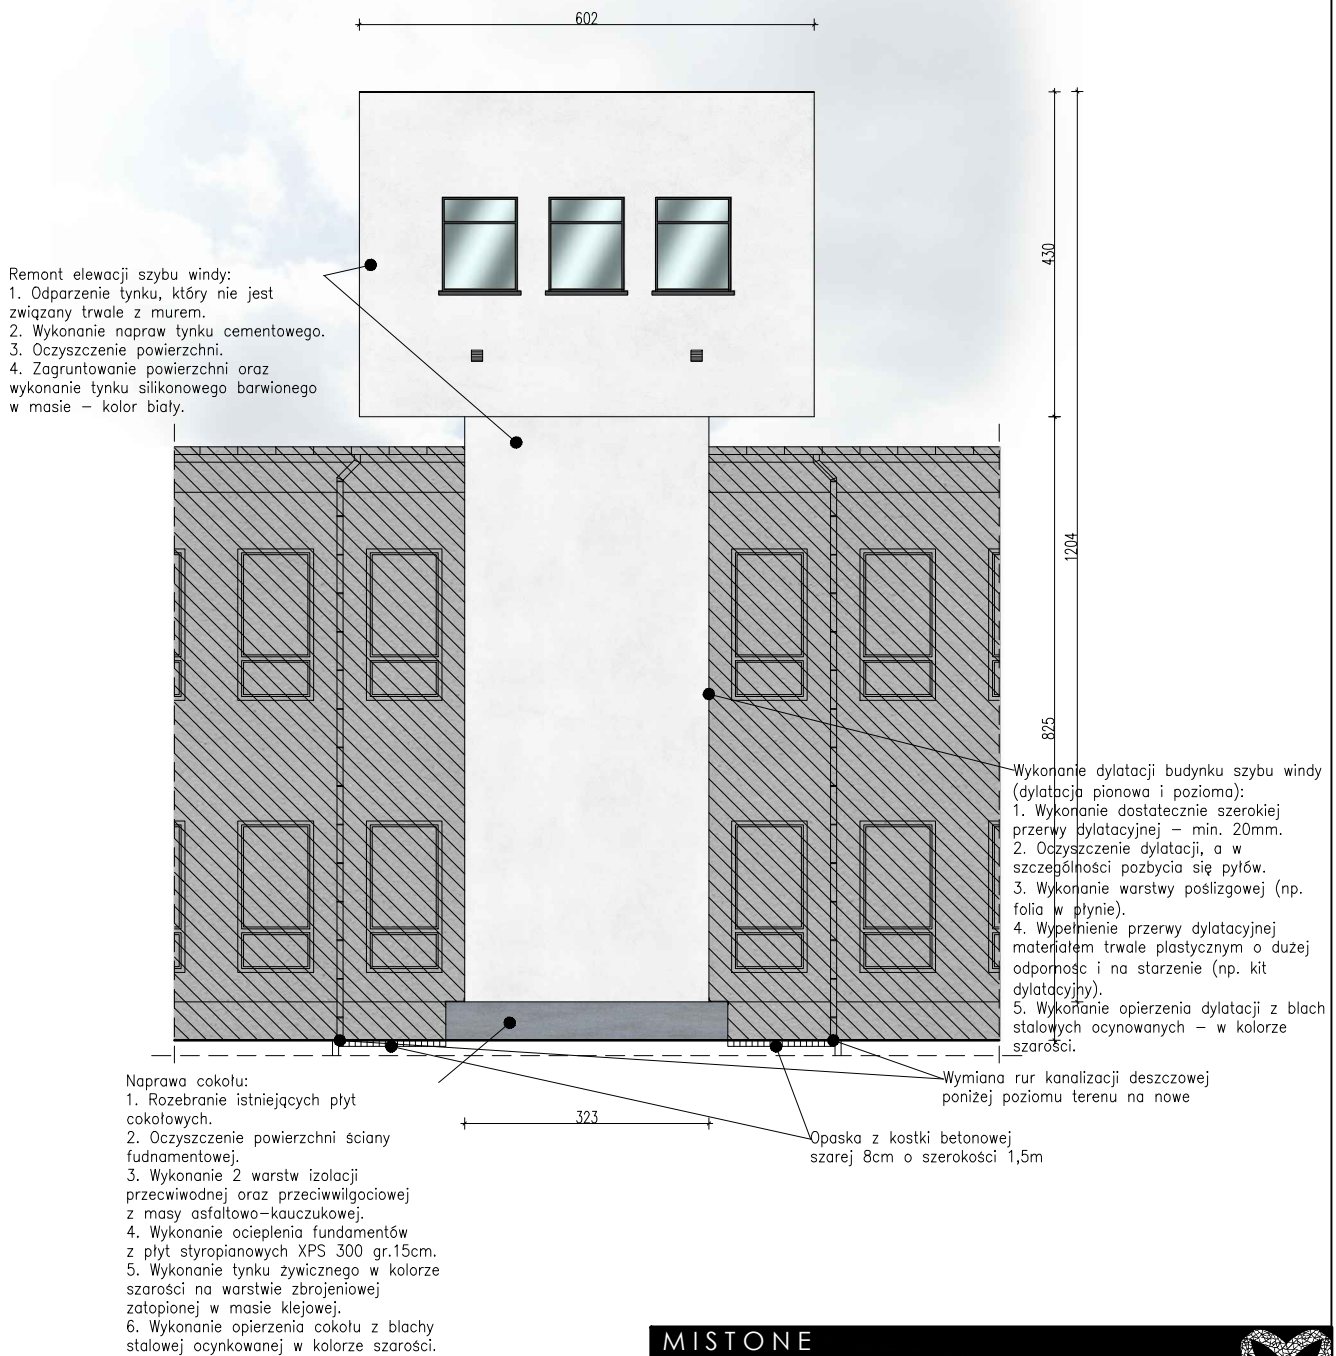 602
430
1204
825
Remont elewacji szybu windy:
1. Odparzenie tynku, który nie jest
związany trwale z murem.
2. Wykonanie napraw tynku cementowego.
3. Oczyszczenie powierzchni.
4. Zagruntowanie powierzchni oraz
wykonanie tynku silikonowego barwionego
w masie – kolor biały.
Wykonanie dylatacji budynku szybu windy
(dylatacja pionowa i pozioma):
1. Wykonanie dostatecznie szerokiej
przerwy dylatacyjnej – min. 20mm.
2. Oczyszczenie dylatacji, a w
szczególności pozbycia się pyłów.
3. Wykonanie warstwy poślizgowej (np.
folia w płynie).
4. Wypełnienie przerwy dylatacyjnej
materiałem trwale plastycznym o dużej
odpornośc i na starzenie (np. kit
dylatacyjny).
5. Wykonanie opierzenia dylatacji z blach
stalowych ocynowanych – w kolorze
szarości.
Wymiana rur kanalizacji deszczowej
poniżej poziomu terenu na nowe
323
Opaska z kostki betonowej
szarej 8cm o szerokości 1,5m
Naprawa cokołu:
1. Rozebranie istniejących płyt
cokołowych.
2. Oczyszczenie powierzchni ściany
fudnamentowej.
3. Wykonanie 2 warstw izolacji
przecwiwodnej oraz przeciwwilgociowej
z masy asfaltowo–kauczukowej.
4. Wykonanie ocieplenia fundamentów
z płyt styropianowych XPS 300 gr.15cm.
5. Wykonanie tynku żywicznego w kolorze
szarości na warstwie zbrojeniowej
zatopionej w masie klejowej.
6. Wykonanie opierzenia cokołu z blachy
stalowej ocynkowanej w kolorze szarości.
MISTONE